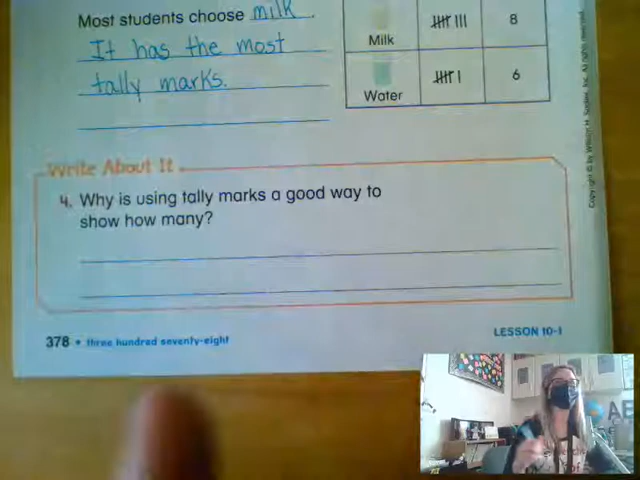 Most students choose milk.
It has the most
tally marks.
Milk
8
Water
6
Write About It
4. Why is using tally marks a good way to
show how many?
378 • three hundred seventy-eight
LESSON 10-1